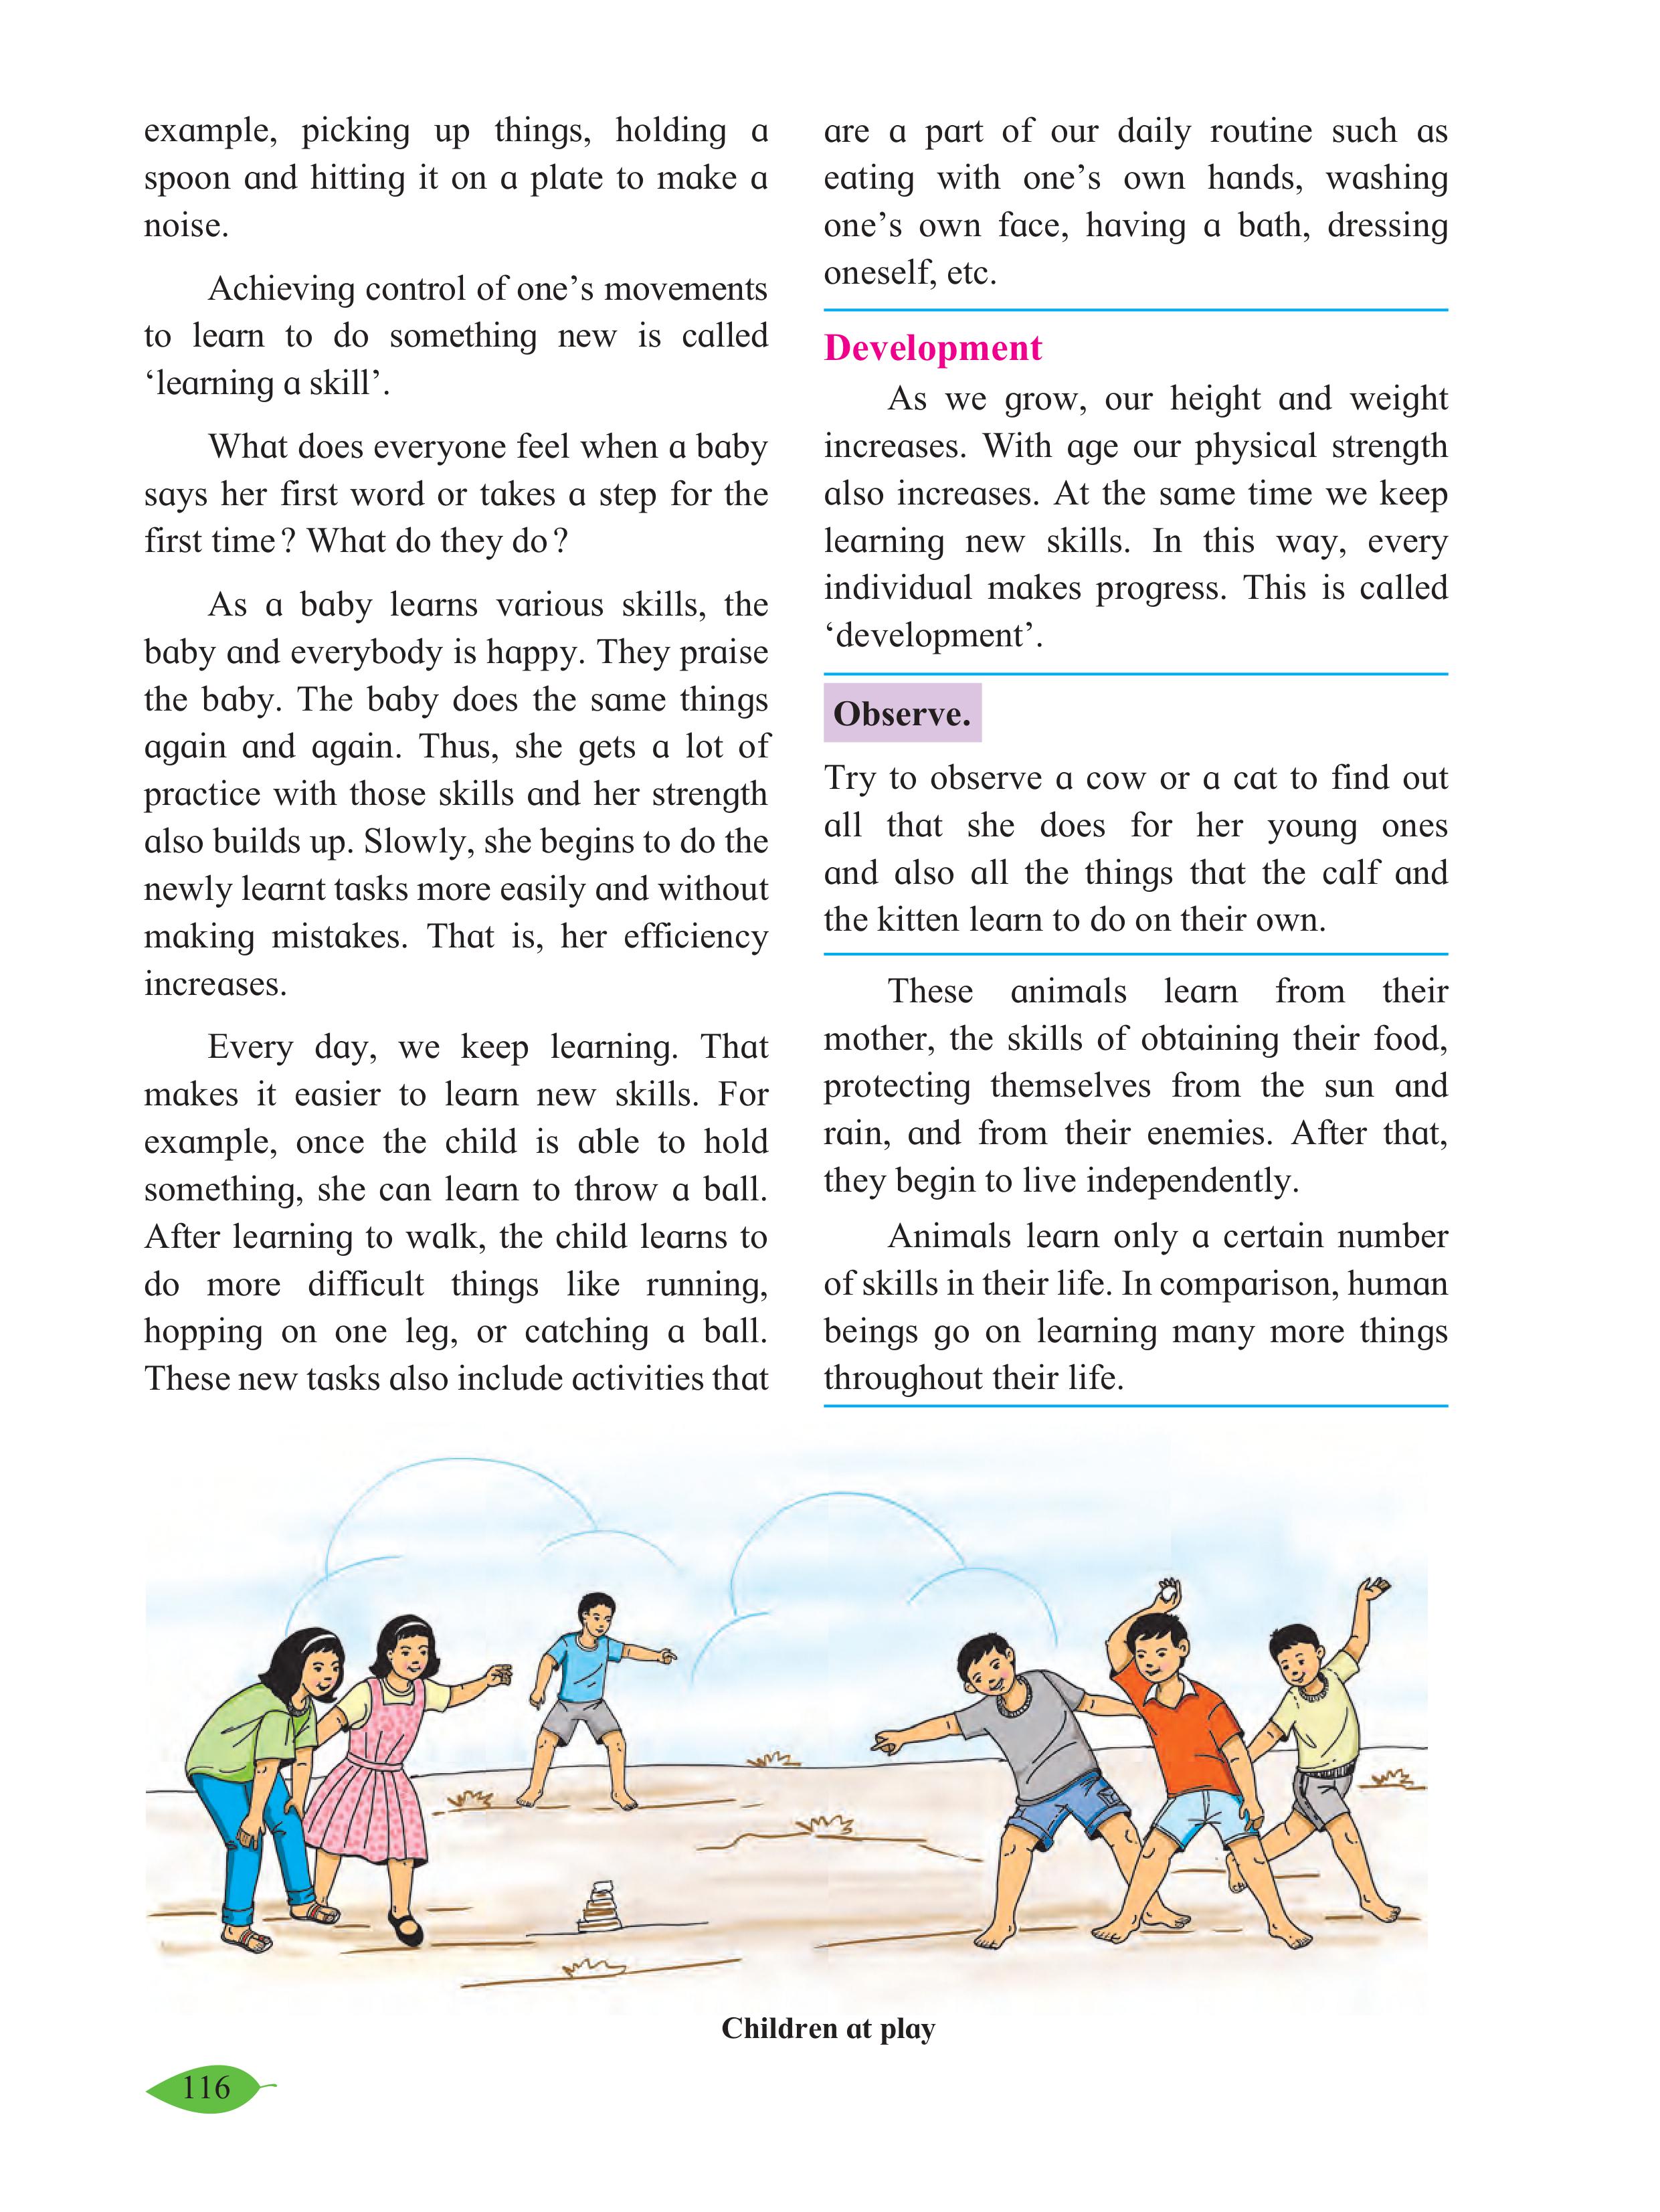 example, picking up things, holding a
spoon and hitting it on a plate to make a
noise.
Achieving control of one’s movements
to learn to do something new is called
‘learning a skill’.
What does everyone feel when a baby
says her first word or takes a step for the
first time? What do they do?
As a baby learns various skills, the
baby and everybody is happy. They praise
the baby. The baby does the same things
again and again. Thus, she gets a lot of
practice with those skills and her strength
also builds up. Slowly, she begins to do the
newly learnt tasks more easily and without
making mistakes. That is, her efficiency
increases.
Every day, we keep learning. That
makes it easier to learn new skills. For
example, once the child is able to hold
something, she can learn to throw a ball.
After learning to walk, the child learns to
do more difficult things like running,
hopping on one leg, or catching a ball.
These new tasks also include activities that
are a part of our daily routine such as
eating with one’s own hands, washing
one’s own face, having a bath, dressing
oneself, etc.
Development
As we grow, our height and weight
increases. With age our physical strength
also increases. At the same time we keep
learning new skills. In this way, every
individual makes progress. This is called
‘development’.
Observe.
Try to observe a cow or a cat to find out
all that she does for her young ones
and also all the things that the calf and
the kitten learn to do on their own.
These animals learn from their
mother, the skills of obtaining their food,
protecting themselves from the sun and
rain, and from their enemies. After that,
they begin to live independently.
Animals learn only a certain number
of skills in their life. In comparison, human
beings go on learning many more things
throughout their life.
Children at play
116